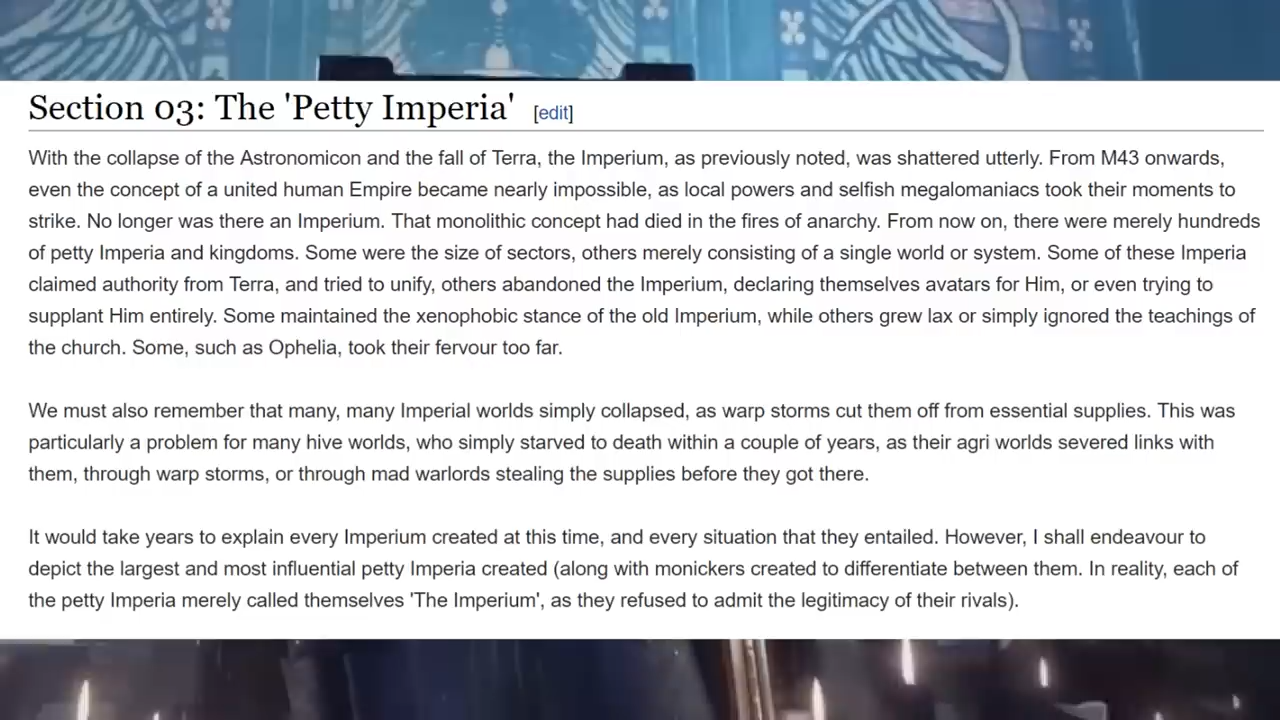 Section 03: The 'Petty Imperia' [edit]
With the collapse of the Astronomicon and the fall of Terra, the Imperium, as previously noted, was shattered utterly. From M43 onwards,
even the concept of a united human Empire became nearly impossible, as local powers and selfish megalomaniacs took their moments to
strike. No longer was there an Imperium. That monolithic concept had died in the fires of anarchy. From now on, there were merely hundreds
of petty Imperia and kingdoms. Some were the size of sectors, others merely consisting of a single world or system. Some of these Imperia
claimed authority from Terra, and tried to unify, others abandoned the Imperium, declaring themselves avatars for Him, or even trying to
supplant Him entirely. Some maintained the xenophobic stance of the old Imperium, while others grew lax or simply ignored the teachings of
the church. Some, such as Ophelia, took their fervour too far.
We must also remember that many, many Imperial worlds simply collapsed, as warp storms cut them off from essential supplies. This was
particularly a problem for many hive worlds, who simply starved to death within a couple of years, as their agri worlds severed links with
them, through warp storms, or through mad warlords stealing the supplies before they got there.
It would take years to explain every Imperium created at this time, and every situation that they entailed. However, I shall endeavour to
depict the largest and most influential petty Imperia created (along with monickers created to differentiate between them. In reality, each of
the petty Imperia merely called themselves 'The Imperium', as they refused to admit the legitimacy of their rivals).